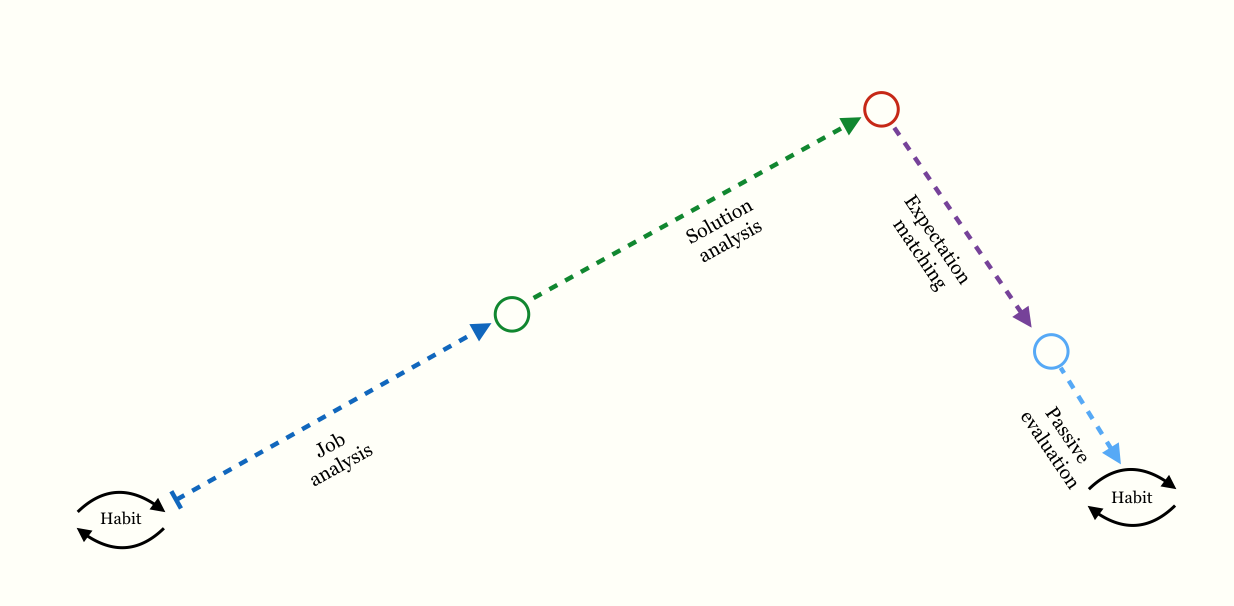 Habit
Job
analysis
Solution
analysis
Expectation
matching
Passive
evaluation
Habit